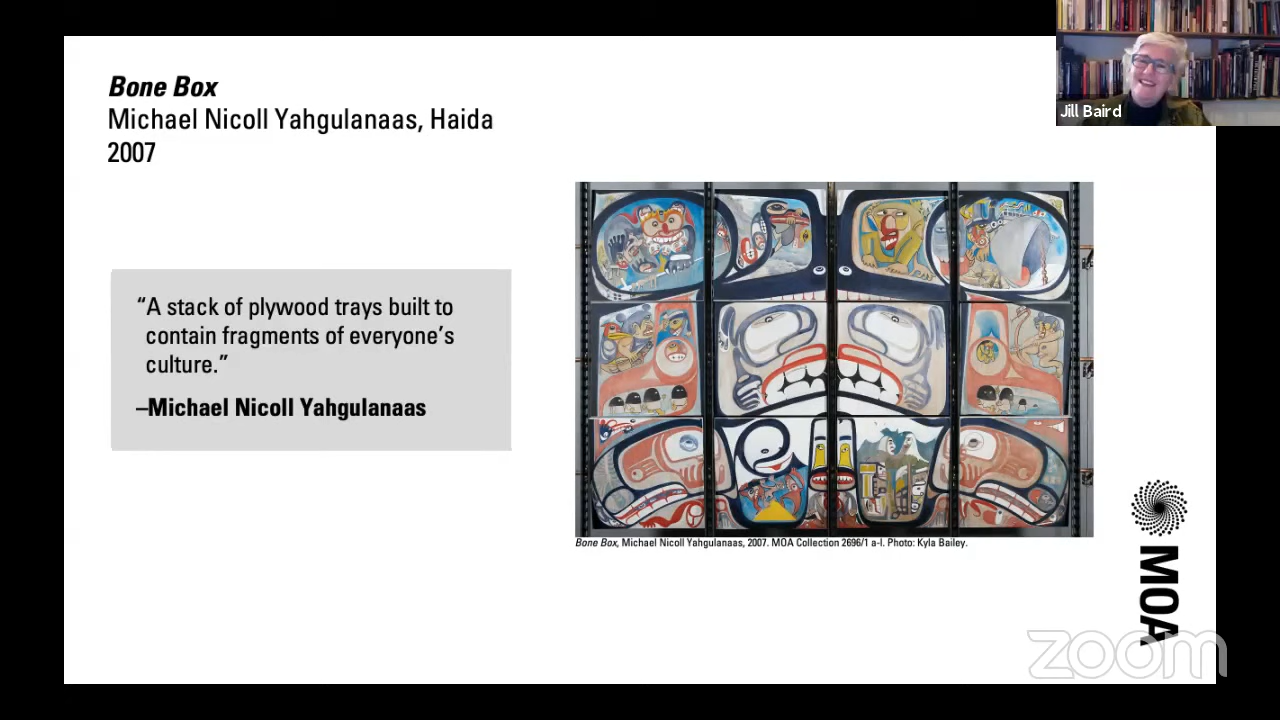 Bone Box
Michael Nicoll Yahgulanaas, Haida
2007
“A stack of plywood trays built to
contain fragments of everyone’s
culture.”
–Michael Nicoll Yahgulanaas
Jill Baird
Bone Box, Michael Nicoll Yahgulanaas, 2007. MOA Collection 2696/1 a-l. Photo: Kyla Bailey.
MOA
zoom